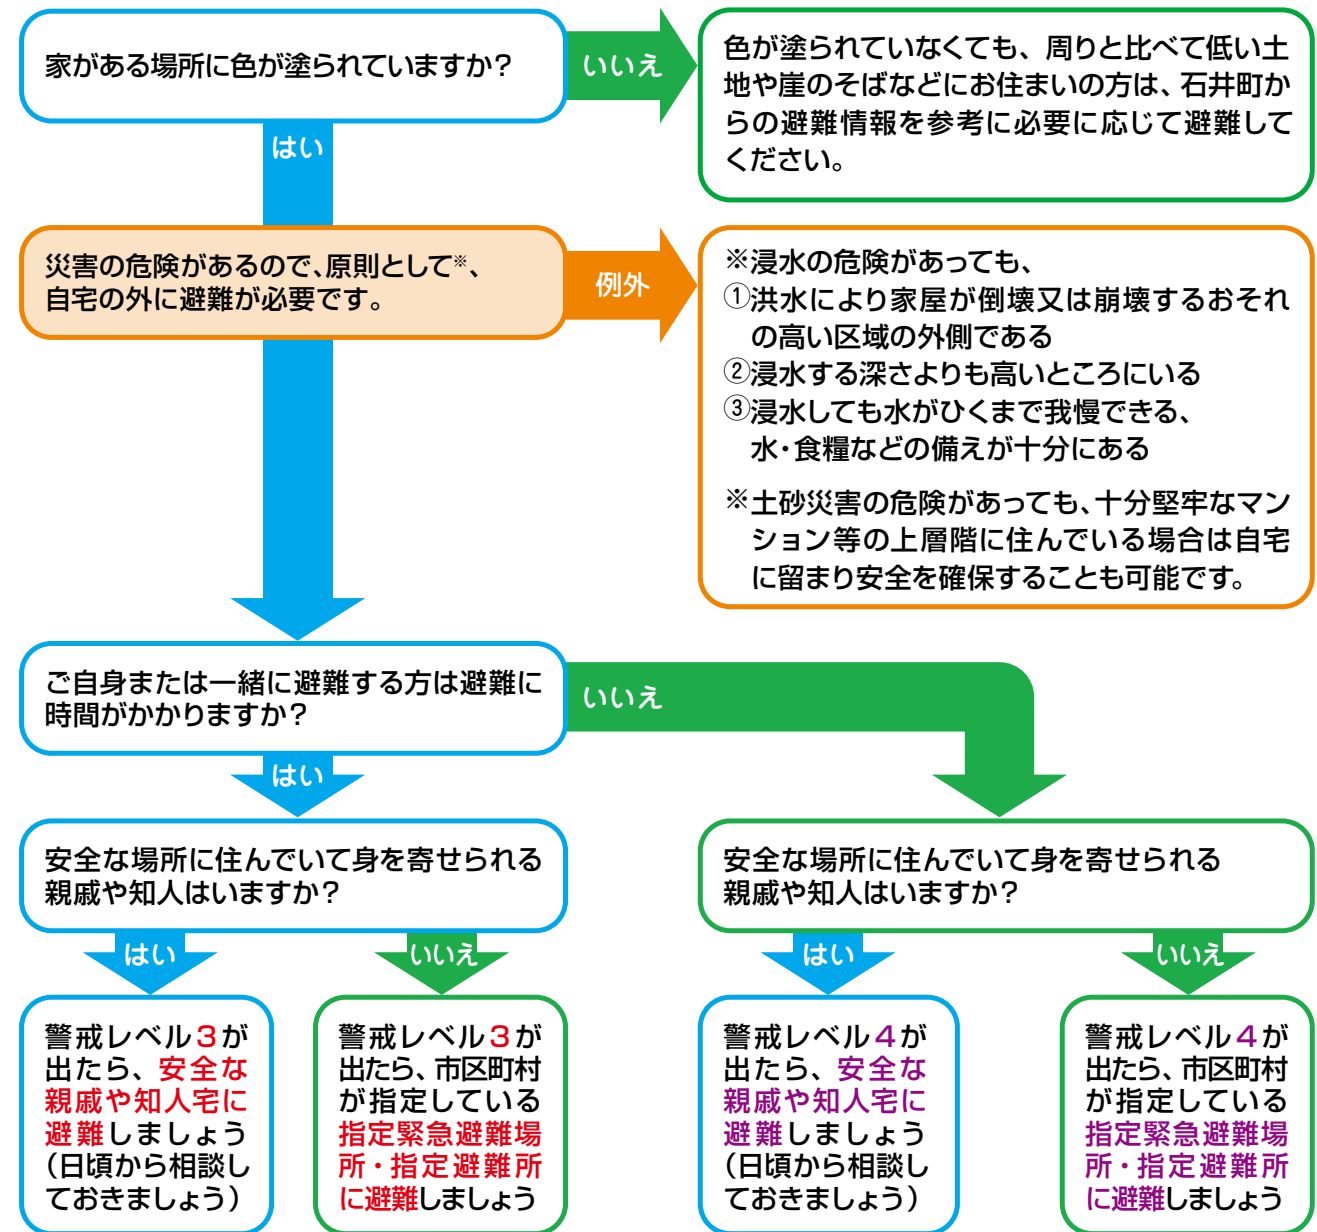 家がある場所に色が塗られていますか？
いいえ
色が塗られていなくても、周りと比べて低い土
地や崖のそばなどにお住まいの方は、石井町か
らの避難情報を参考に必要に応じて避難して
ください。
はい
災害の危険があるので、原則として※、
自宅の外に避難が必要です。
例外
※浸水の危険があっても、
①洪水により家屋が倒壊又は崩壊するおそれ
の高い区域の外側である
②浸水する深さよりも高いところにいる
③浸水しても水がひくまで我慢できる、
水・食糧などの備えが十分にある
※土砂災害の危険があっても、十分堅牢なマン
ション等の上層階に住んでいる場合は自宅
に留まり安全を確保することも可能です。
ご自身または一緒に避難する方は避難に
時間がかかりますか？
いいえ
はい
安全な場所に住んでいて身を寄せられる
親戚や知人はいますか？
安全な場所に住んでいて身を寄せられる
親戚や知人はいますか？
はい
いいえ
はい
いいえ
警戒レベル3が
出たら、安全な
親戚や知人宅に
避難しましょう
（日頃から相談し
ておきましょう）
警戒レベル3が
出たら、市区町村
が指定している
指定緊急避難場
所・指定避難所
に避難しましょう
警戒レベル4が
出たら、安全な
親戚や知人宅に
避難しましょう
（日頃から相談し
ておきましょう）
警戒レベル4が
出たら、市区町村
が指定している
指定緊急避難場
所・指定避難所
に避難しましょう